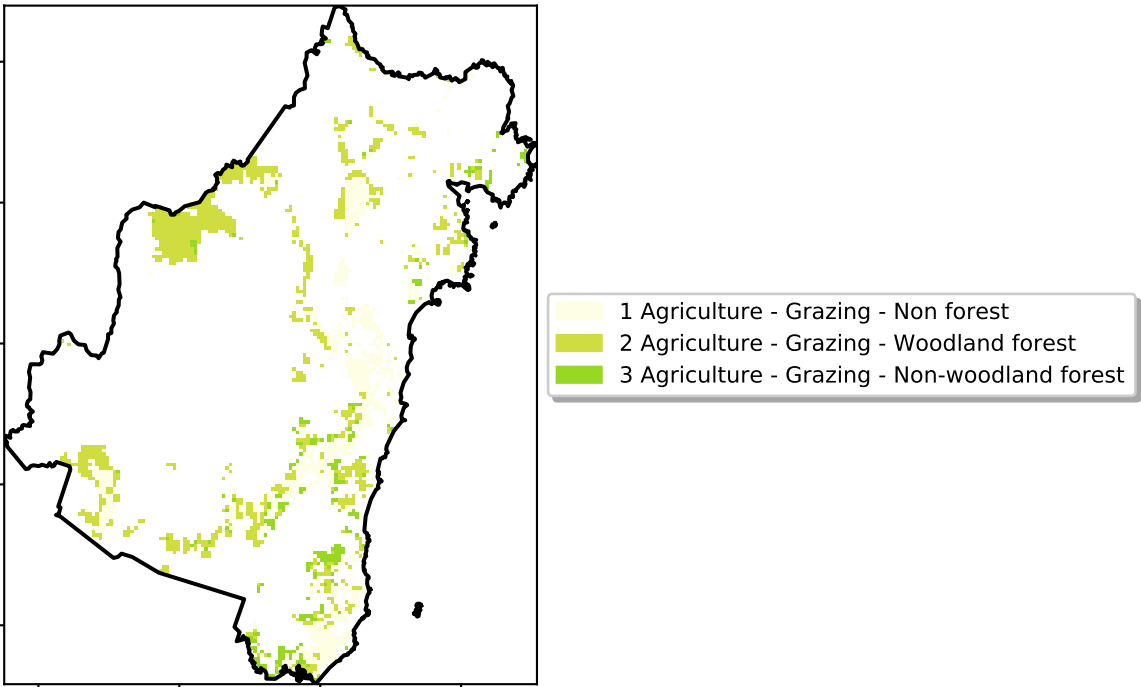 1 Agriculture - Grazing - Non forest
2 Agriculture - Grazing - Woodland forest
3 Agriculture - Grazing - Non-woodland forest